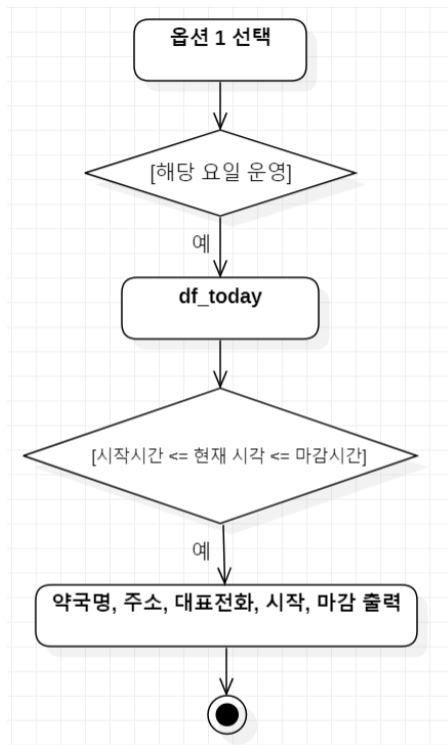 옵션 1 선택
[해당 요일 운영]
예
df_today
[시작시간 <= 현재 시각 <= 마감시간]
예
약국명, 주소, 대표전화, 시작, 마감 출력